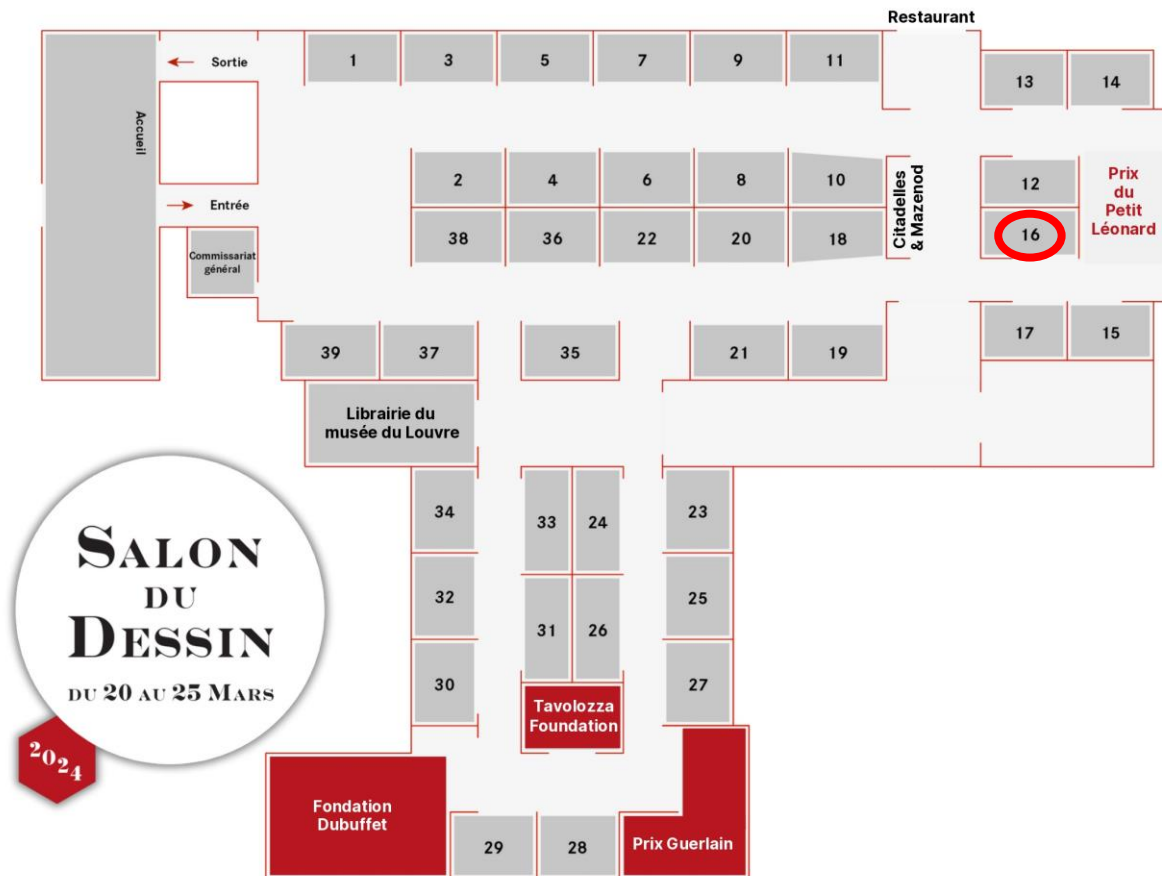 Restaurant
Sortie
1
3
5
7
9
11
13
14
Accueil
2
4
6
8
10
Citadelles
& Mazenod
12
Prix
du
Petit
Léonard
Entrée
38
36
22
20
18
16
Commissariat
général
39
37
35
21
19
17
15
Librairie du
musée du Louvre
34
33
24
23
32
31
26
25
30
27
Tavolozza
Foundation
SALON
DU
DESSIN
DU 20 AU 25 MARS
2024
Fondation
Dubuffet
29
28
Prix Guerlain